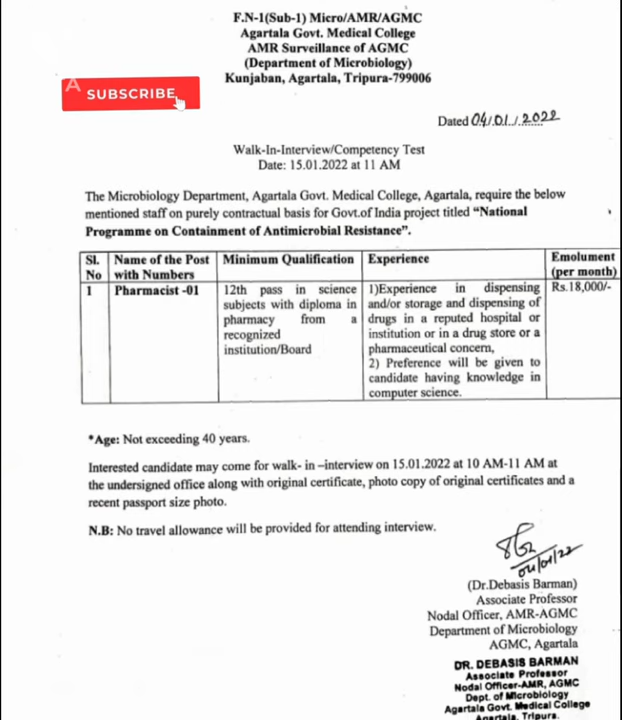 F.N-1(Sub-1) Micro/AMR/AGMC
Agartala Govt. Medical College
AMR Surveillance of AGMC
(Department of Microbiology)
Kunjaban, Agartala, Tripura-799006
A
SUBSCRIBE
Dated 04/01/2022
Walk-In-Interview/Competency Test
Date: 15.01.2022 at 11 AM
The Microbiology Department, Agartala Govt. Medical College, Agartala, require the below
mentioned staff on purely contractual basis for Govt.of India project titled “National
Programme on Containment of Antimicrobial Resistance”.
Sl. No Name of the Post with Numbers Minimum Qualification Experience Emolument (per month)
1 Pharmacist -01 12th pass in science subjects with diploma in pharmacy from a recognized institution/Board 1)Experience in dispensing and/or storage and dispensing of drugs in a reputed hospital or institution or in a drug store or a pharmaceutical concern, 2) Preference will be given to candidate having knowledge in computer science. Rs.18,000/-
*Age: Not exceeding 40 years.
Interested candidate may come for walk- in –interview on 15.01.2022 at 10 AM-11 AM at
the undersigned office along with original certificate, photo copy of original certificates and a
recent passport size photo.
N.B: No travel allowance will be provided for attending interview.
04/01/22
(Dr.Debasis Barman)
Associate Professor
Nodal Officer, AMR-AGMC
Department of Microbiology
AGMC, Agartala
DR. DEBASIS BARMAN
Associate Professor
Nodal Officer-AMR, AGMC
Dept. of Microbiology
Agartala Govt. Medical College
Agartala, Tripura.